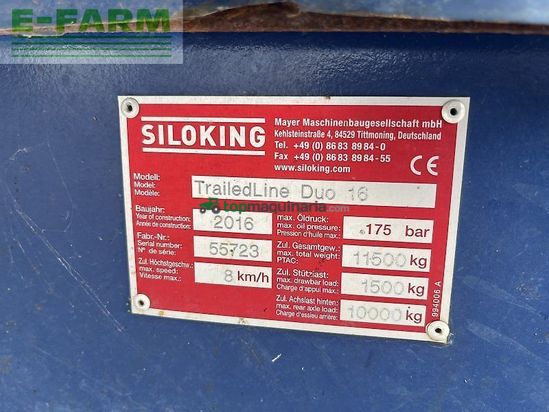 E-FARM
SILOKING
Mayer Maschinenbaugesellschaft mbH
Kehlsteinstraße 4, 84529 Tittmoning, Deutschland
Tel. +49 (0) 86 83 89 84-0
Fax +49 (0) 86 83 89 84-55
www.siloking.com
CE
Modell:
Model:
Modèle:
TrailedLine Duo 16
topmaquinaria.com
Baujahr:
Year of construction:
Année de construction:
2016
max. Öldruck:
max. oil pressure:
Pression d'huile max.:
175 bar
Fabr.-Nr.:
Serial number:
N° de série:
55723
Zul. Gesamtgew.:
max. total weight:
PTAC:
11500 kg
Zul. Höchstgeschw.:
max. speed:
Vitesse max.:
8 km/h
Zul. Stützlast:
max. drawbar load:
Charge d'appui max.:
1500 kg
Zul. Achslast hinten:
max. rear axle load:
Charge d'essieu arrière:
10000 kg
994006 A